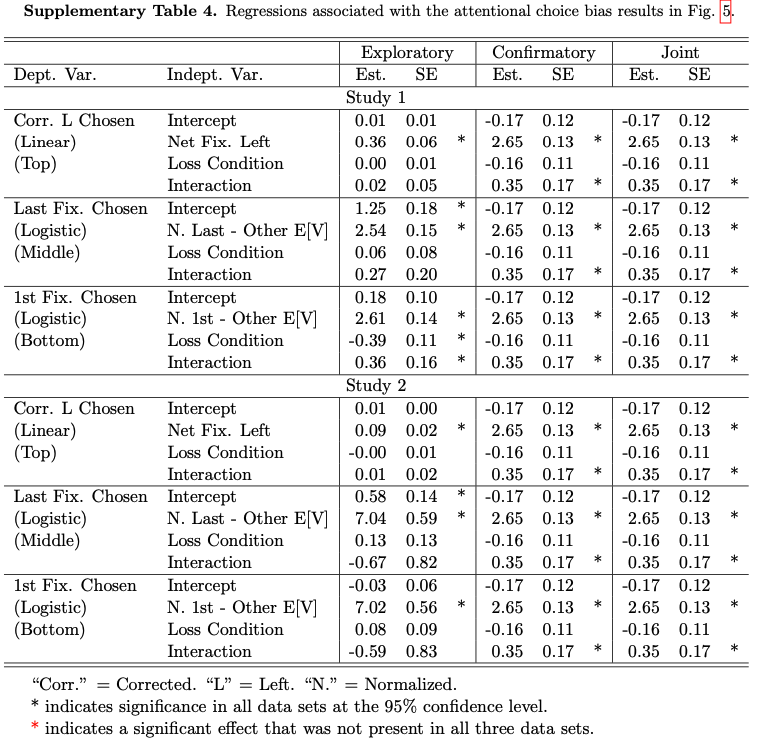 Supplementary Table 4. Regressions associated with the attentional choice bias results in Fig. 5.
Exploratory Confirmatory Joint
Dept. Var. Indept. Var. Est. SE Est. SE Est. SE
Study 1
Corr. L Chosen Intercept 0.01 0.01 -0.17 0.12 -0.17 0.12
(Linear) Net Fix. Left 0.36 0.06 * 2.65 0.13 * 2.65 0.13 *
(Top) Loss Condition 0.00 0.01 -0.16 0.11 -0.16 0.11
Interaction 0.02 0.05 0.35 0.17 * 0.35 0.17 *
Last Fix. Chosen Intercept 1.25 0.18 * -0.17 0.12 -0.17 0.12
(Logistic) N. Last - Other E[V] 2.54 0.15 * 2.65 0.13 * 2.65 0.13 *
(Middle) Loss Condition 0.06 0.08 -0.16 0.11 -0.16 0.11
Interaction 0.27 0.20 0.35 0.17 * 0.35 0.17 *
1st Fix. Chosen Intercept 0.18 0.10 -0.17 0.12 -0.17 0.12
(Logistic) N. 1st - Other E[V] 2.61 0.14 * 2.65 0.13 * 2.65 0.13 *
(Bottom) Loss Condition -0.39 0.11 * -0.16 0.11 -0.16 0.11
Interaction 0.36 0.16 * 0.35 0.17 * 0.35 0.17 *
Study 2
Corr. L Chosen Intercept 0.01 0.00 -0.17 0.12 -0.17 0.12
(Linear) Net Fix. Left 0.09 0.02 * 2.65 0.13 * 2.65 0.13 *
(Top) Loss Condition -0.00 0.01 -0.16 0.11 -0.16 0.11
Interaction 0.01 0.02 0.35 0.17 * 0.35 0.17 *
Last Fix. Chosen Intercept 0.58 0.14 * -0.17 0.12 -0.17 0.12
(Logistic) N. Last - Other E[V] 7.04 0.59 * 2.65 0.13 * 2.65 0.13 *
(Middle) Loss Condition 0.13 0.13 -0.16 0.11 -0.16 0.11
Interaction -0.67 0.82 0.35 0.17 * 0.35 0.17 *
1st Fix. Chosen Intercept -0.03 0.06 -0.17 0.12 -0.17 0.12
(Logistic) N. 1st - Other E[V] 7.02 0.56 * 2.65 0.13 * 2.65 0.13 *
(Bottom) Loss Condition 0.08 0.09 -0.16 0.11 -0.16 0.11
Interaction -0.59 0.83 0.35 0.17 * 0.35 0.17 *
“Corr.” = Corrected. “L” = Left. “N.” = Normalized.
* indicates significance in all data sets at the 95% confidence level.
* indicates a significant effect that was not present in all three data sets.